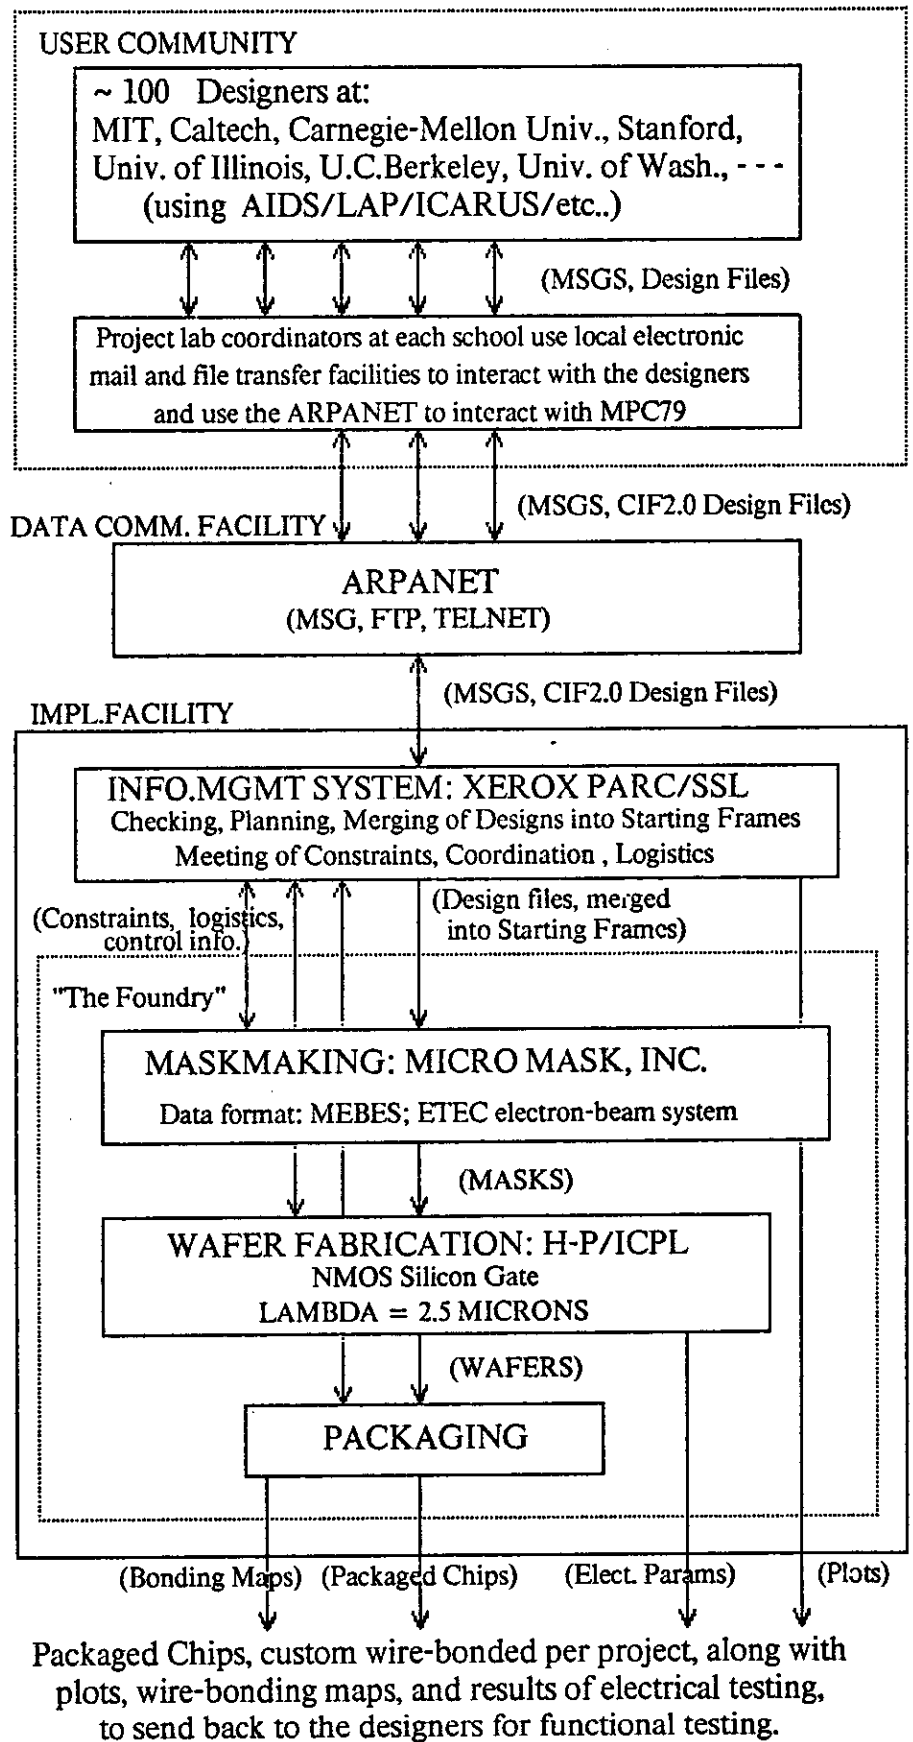 USER COMMUNITY
~ 100 Designers at:
MIT, Caltech, Carnegie-Mellon Univ., Stanford,
Univ. of Illinois, U.C.Berkeley, Univ. of Wash., - - -
(using AIDS/LAP/ICARUS/etc..)
(MSGS, Design Files)
Project lab coordinators at each school use local electronic
mail and file transfer facilities to interact with the designers
and use the ARPANET to interact with MPC79
(MSGS, CIF2.0 Design Files)
DATA COMM. FACILITY
ARPANET
(MSG, FTP, TELNET)
(MSGS, CIF2.0 Design Files)
IMPL.FACILITY
INFO.MGMT SYSTEM: XEROX PARC/SSL
Checking, Planning, Merging of Designs into Starting Frames
Meeting of Constraints, Coordination , Logistics
(Constraints, logistics,
control info.)
(Design files, merged
into Starting Frames)
"The Foundry"
MASKMAKING: MICRO MASK, INC.
Data format: MEBES; ETEC electron-beam system
(MASKS)
WAFER FABRICATION: H-P/ICPL
NMOS Silicon Gate
LAMBDA = 2.5 MICRONS
(WAFERS)
PACKAGING
(Bonding Maps) (Packaged Chips) (Elect. Params) (Plots)
Packaged Chips, custom wire-bonded per project, along with
plots, wire-bonding maps, and results of electrical testing,
to send back to the designers for functional testing.